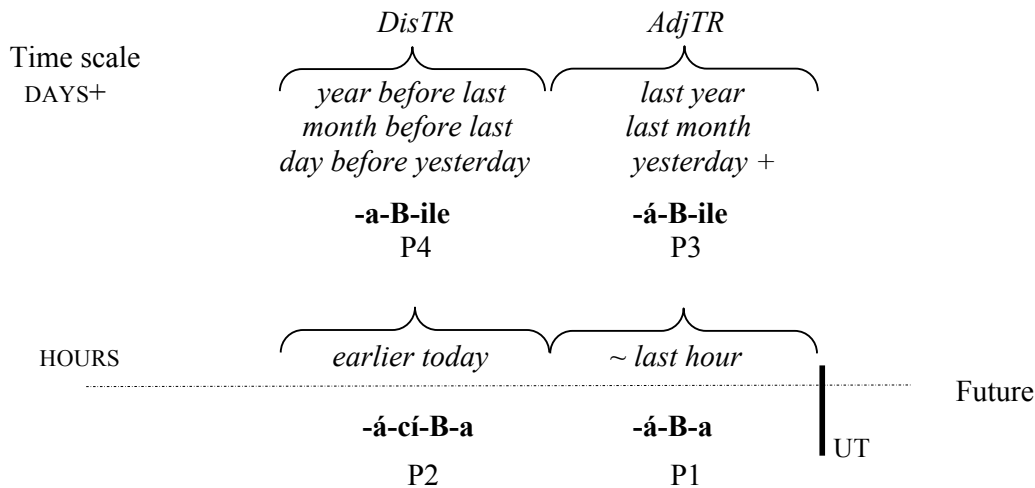 DisTR AdjTR
Time scale
DAYS+ year before last last year
month before last last month
day before yesterday yesterday +
-a-B-ile -á-B-ile
P4 P3
HOURS earlier today ~ last hour
Future
-á-cí-B-a -á-B-a
UT
P2 P1